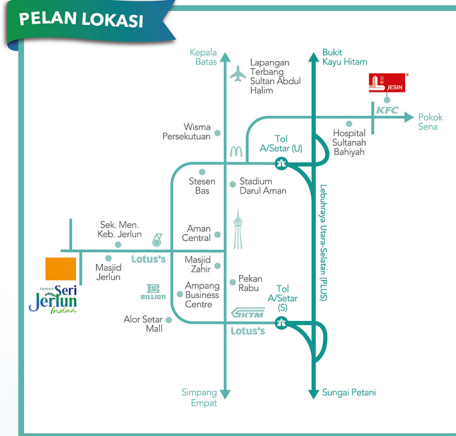 PELAN LOKASI
Kepala
Batas
Bukit
Kayu Hitam
Lapangan
Terbang
Sultan Abdul
Halim
JESIN
KFC
Pokok
Sena
Wisma
Persekutuan
Tol
A/Setar (U)
Hospital
Sultanah
Bahiyah
Stesen
Bas
Stadium
Darul Aman
Lebuhraya Utara-Selatan (PLUS)
Sek. Men.
Keb. Jerlun
Aman
Central
Lotus's
Masjid
Jerlun
Masjid
Zahir
taman
Seri
Jerlun
Indah
BILLION
Ampang
Business
Centre
Pekan
Rabu
Tol
A/Setar
(S)
Alor Setar
Mall
KTM
Lotus's
Simpang
Empat
Sungai Petani